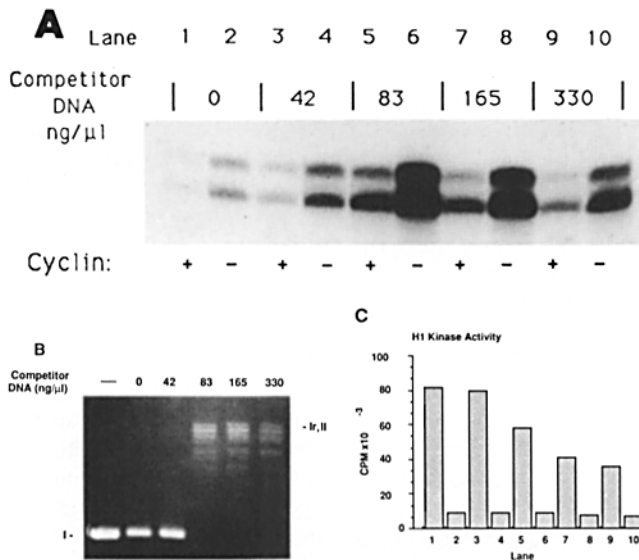 A
Lane 1 2 3 4 5 6 7 8 9 10
Competitor DNA ng/μl | 0 | 42 | 83 | 165 | 330 |
Cyclin: + - + - + - + - + -
B
Competitor DNA (ng/μl) — 0 42 83 165 330
- Ir,II
I -
C
H1 Kinase Activity
CPM x10 -3
100
80
60
40
20
0
1 2 3 4 5 6 7 8 9 10
Lane